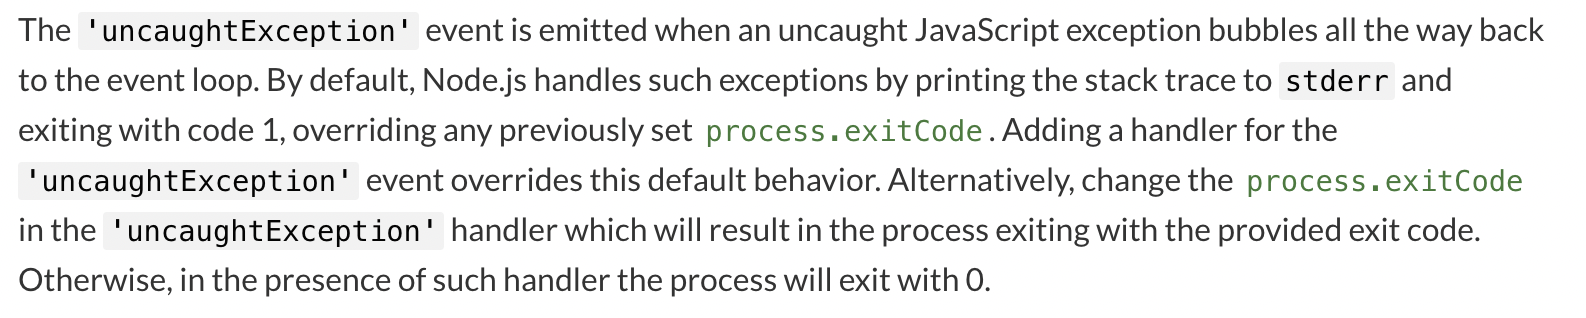 The 'uncaughtException' event is emitted when an uncaught JavaScript exception bubbles all the way back
to the event loop. By default, Node.js handles such exceptions by printing the stack trace to stderr and
exiting with code 1, overriding any previously set process.exitCode. Adding a handler for the
'uncaughtException' event overrides this default behavior. Alternatively, change the process.exitCode
in the 'uncaughtException' handler which will result in the process exiting with the provided exit code.
Otherwise, in the presence of such handler the process will exit with 0.